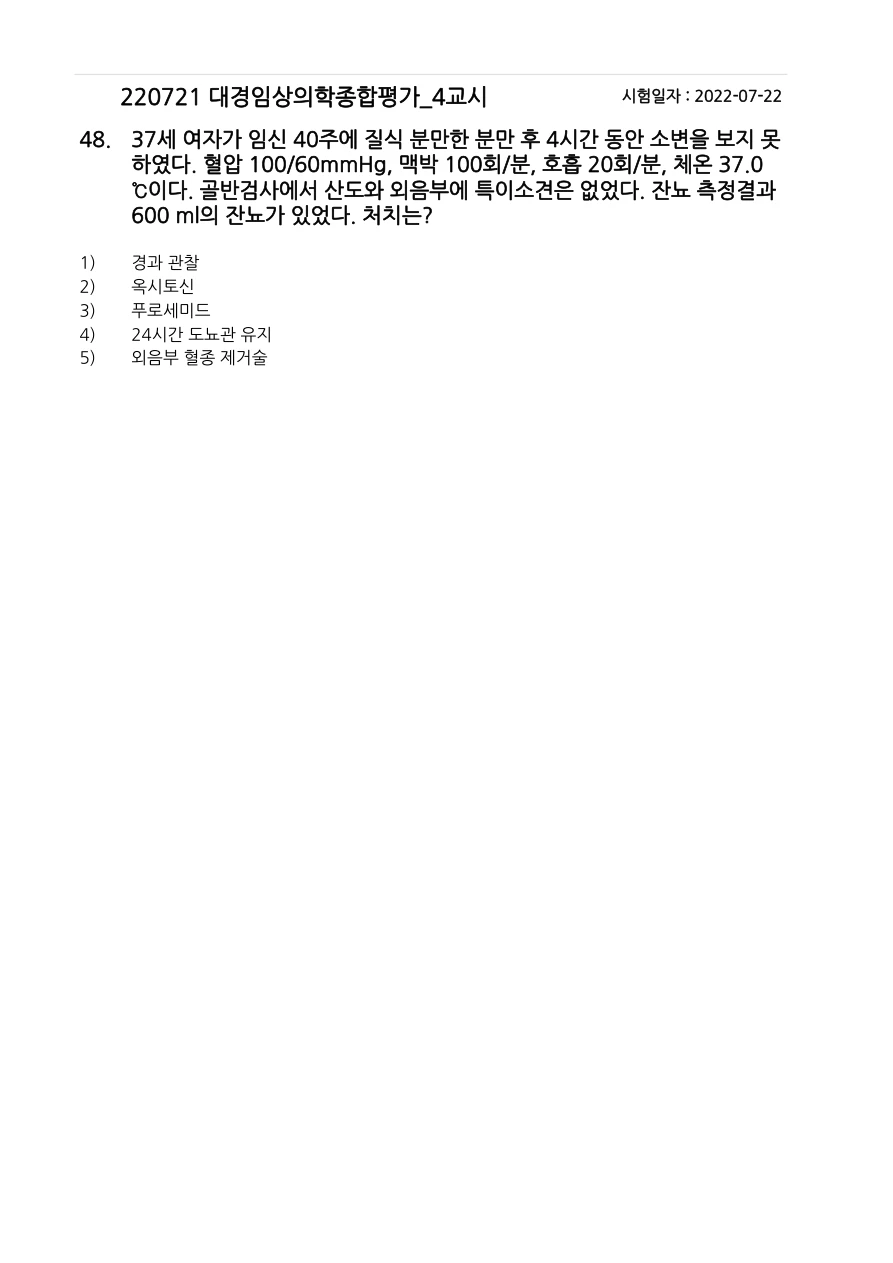 220721 대경임상의학종합평가_4교시 시험일자 : 2022-07-22
48. 37세 여자가 임신 40주에 질식 분만한 분만 후 4시간 동안 소변을 보지 못
하였다. 혈압 100/60mmHg, 맥박 100회/분, 호흡 20회/분, 체온 37.0
℃이다. 골반검사에서 산도와 외음부에 특이소견은 없었다. 잔뇨 측정결과
600 ml의 잔뇨가 있었다. 처치는?
1) 경과 관찰
2) 옥시토신
3) 푸로세미드
4) 24시간 도뇨관 유지
5) 외음부 혈종 제거술